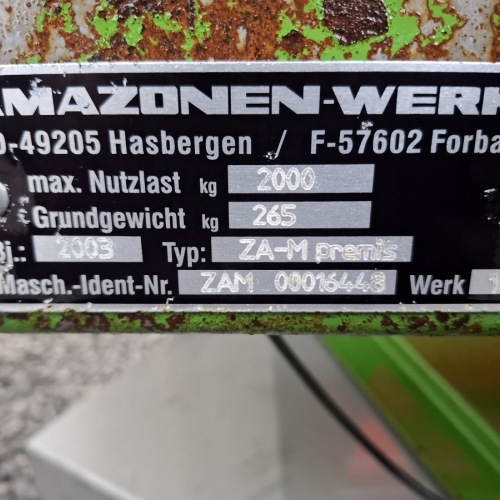 AMAZONEN-WERK
D-49205 Hasbergen / F-57602 Forba
max. Nutzlast kg 2000
Grundgewicht kg 265
Bj.: 2003 Typ: ZA-M premis
Masch.-Ident-Nr. ZAM 00016448 Werk 1